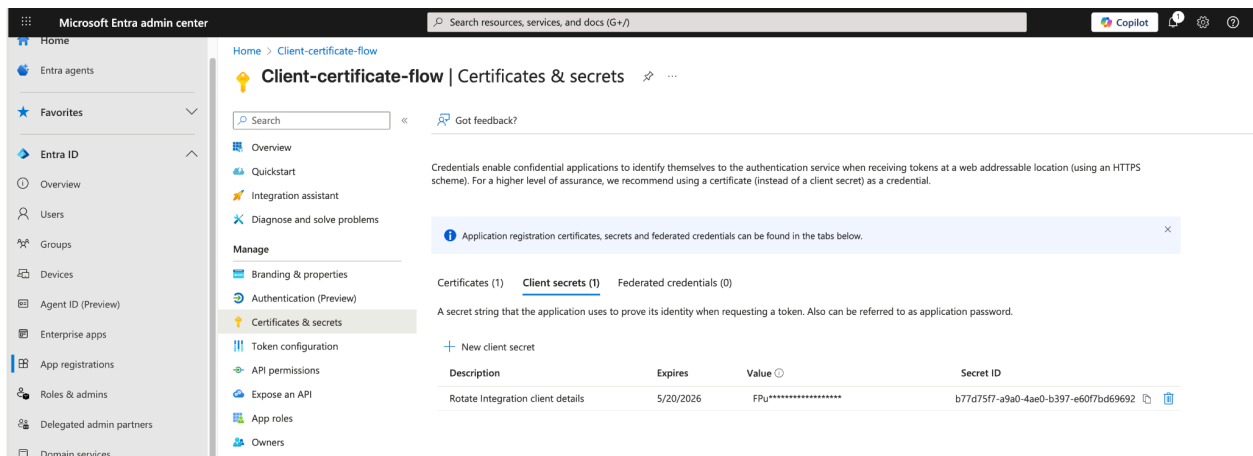 Microsoft Entra admin center
Search resources, services, and docs (G+/)
Copilot
1
Home
Entra agents
Favorites
Entra ID
Overview
Users
Groups
Devices
Agent ID (Preview)
Enterprise apps
App registrations
Roles & admins
Delegated admin partners
Domain services
Home > Client-certificate-flow
Client-certificate-flow | Certificates & secrets
Search
Overview
Quickstart
Integration assistant
Diagnose and solve problems
Manage
Branding & properties
Authentication (Preview)
Certificates & secrets
Token configuration
API permissions
Expose an API
App roles
Owners
Got feedback?
Credentials enable confidential applications to identify themselves to the authentication service when receiving tokens at a web addressable location (using an HTTPS
scheme). For a higher level of assurance, we recommend using a certificate (instead of a client secret) as a credential.
Application registration certificates, secrets and federated credentials can be found in the tabs below.
Certificates (1) Client secrets (1) Federated credentials (0)
A secret string that the application uses to prove its identity when requesting a token. Also can be referred to as application password.
New client secret
Description Expires Value Secret ID
Rotate Integration client details 5/20/2026 FPu****************** b77d75f7-a9a0-4ae0-b397-e60f7bd69692